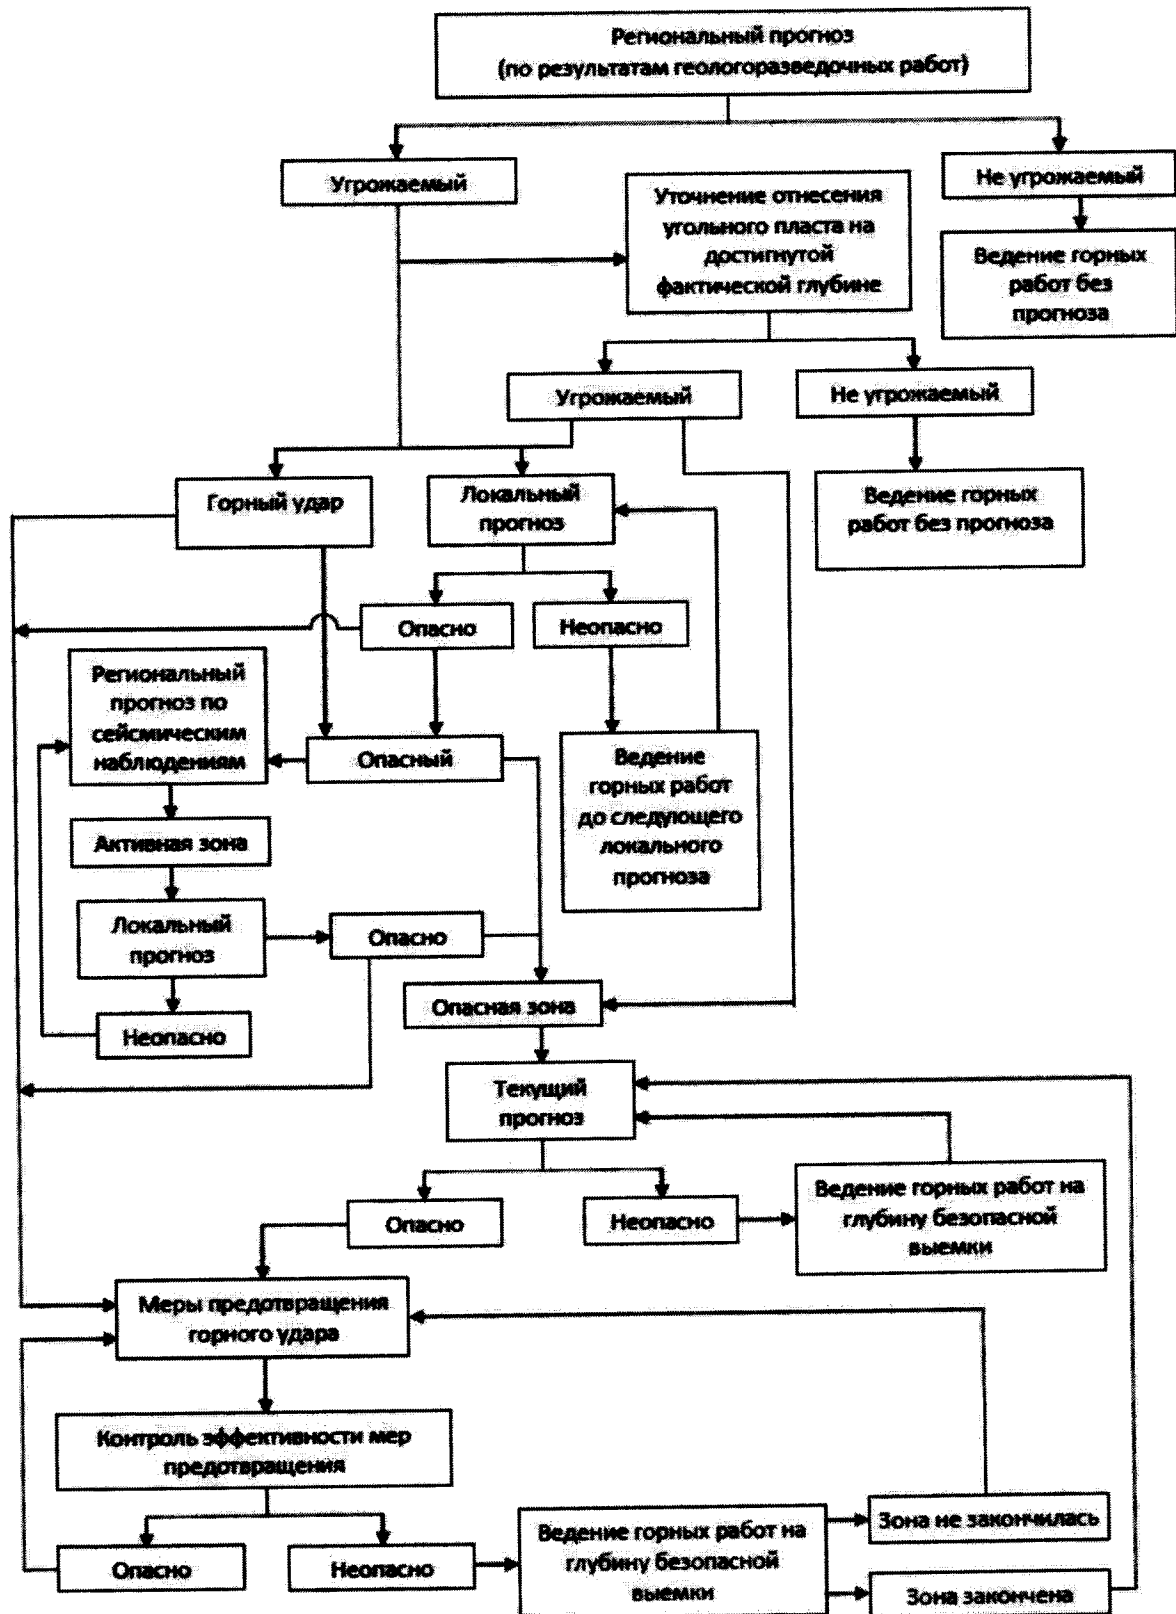 Региональный прогноз
(по результатам геологоразведочных работ)
Угрожаемый
Не угрожаемый
Уточнение отнесения
угольного пласта на
достигнутой
фактической глубине
Ведение горных
работ без
прогноза
Угрожаемый
Не угрожаемый
Горный удар
Локальный
прогноз
Ведение горных
работ без прогноза
Опасно
Неопасно
Региональный
прогноз по
сейсмическим
наблюдениям
Опасный
Ведение
горных работ
до следующего
локального
прогноза
Активная зона
Локальный
прогноз
Опасно
Опасная зона
Неопасно
Текущий
прогноз
Опасно
Неопасно
Ведение горных работ на
глубину безопасной
выемки
Меры предотвращения
горного удара
Контроль эффективности мер
предотвращения
Опасно
Неопасно
Ведение горных работ на
глубину безопасной
выемки
Зона не закончилась
Зона закончена